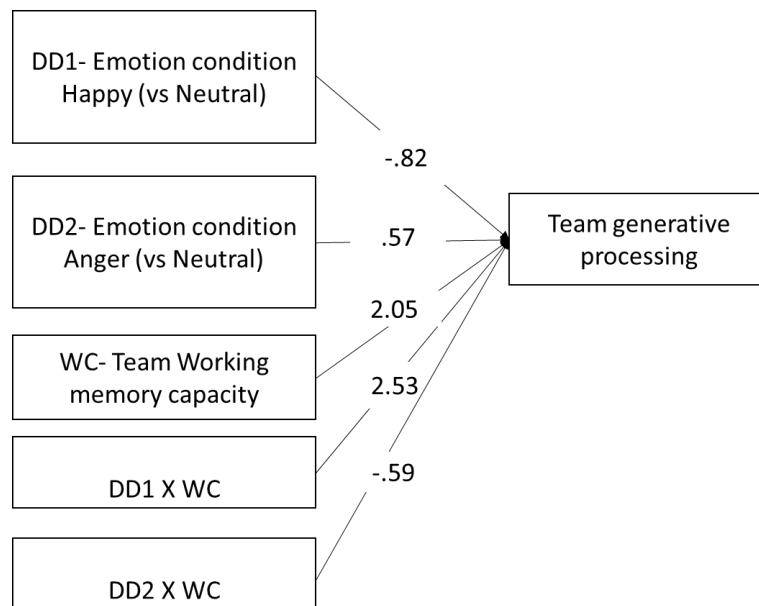 DD1- Emotion condition
Happy (vs Neutral)
-.82
DD2- Emotion condition
Anger (vs Neutral)
.57
Team generative
processing
2.05
WC- Team Working
memory capacity
2.53
DD1 X WC
-.59
DD2 X WC